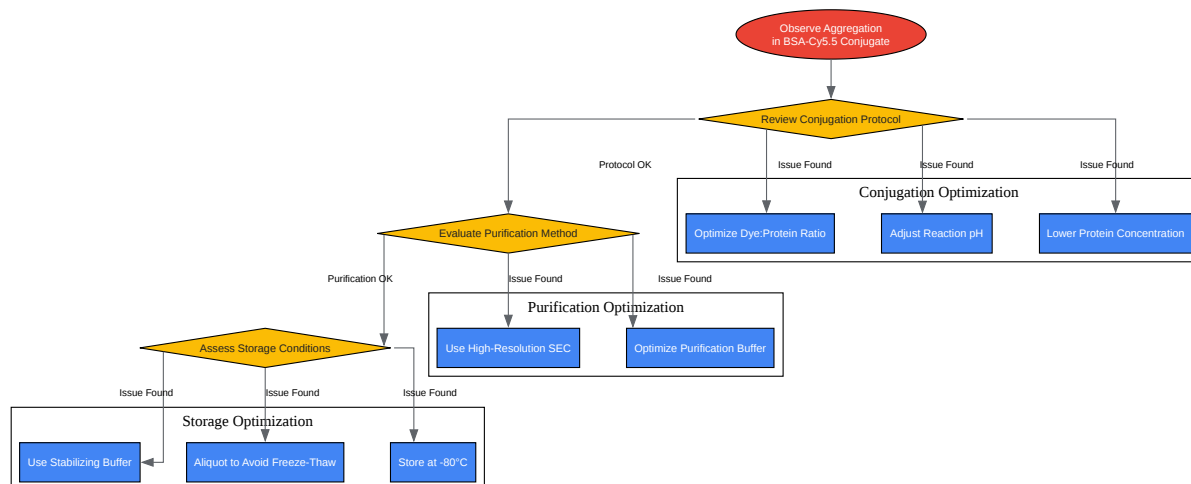 Observe Aggregation
in BSA-Cy5.5 Conjugate
Review Conjugation Protocol
Protocol OK
Issue Found
Issue Found
Issue Found
Conjugation Optimization
Optimize Dye:Protein Ratio
Adjust Reaction pH
Lower Protein Concentration
Evaluate Purification Method
Purification OK
Issue Found
Issue Found
Purification Optimization
Use High-Resolution SEC
Optimize Purification Buffer
Assess Storage Conditions
Issue Found
Issue Found
Issue Found
Storage Optimization
Use Stabilizing Buffer
Aliquot to Avoid Freeze-Thaw
Store at -80°C